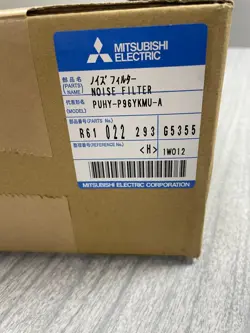 MITSUBISHI
ELECTRIC
部品名 ノイズフィルター
(PARTS NAME) NOISE FILTER
代表形名 PUHY-P96YKMU-A
(MODEL)
部品番号(PARTS No.)
R61 022 293 G5355
整理番号(REFERENCE No.) <H> 1W012
MITSUBISHI ELECTRIC CORPORATION